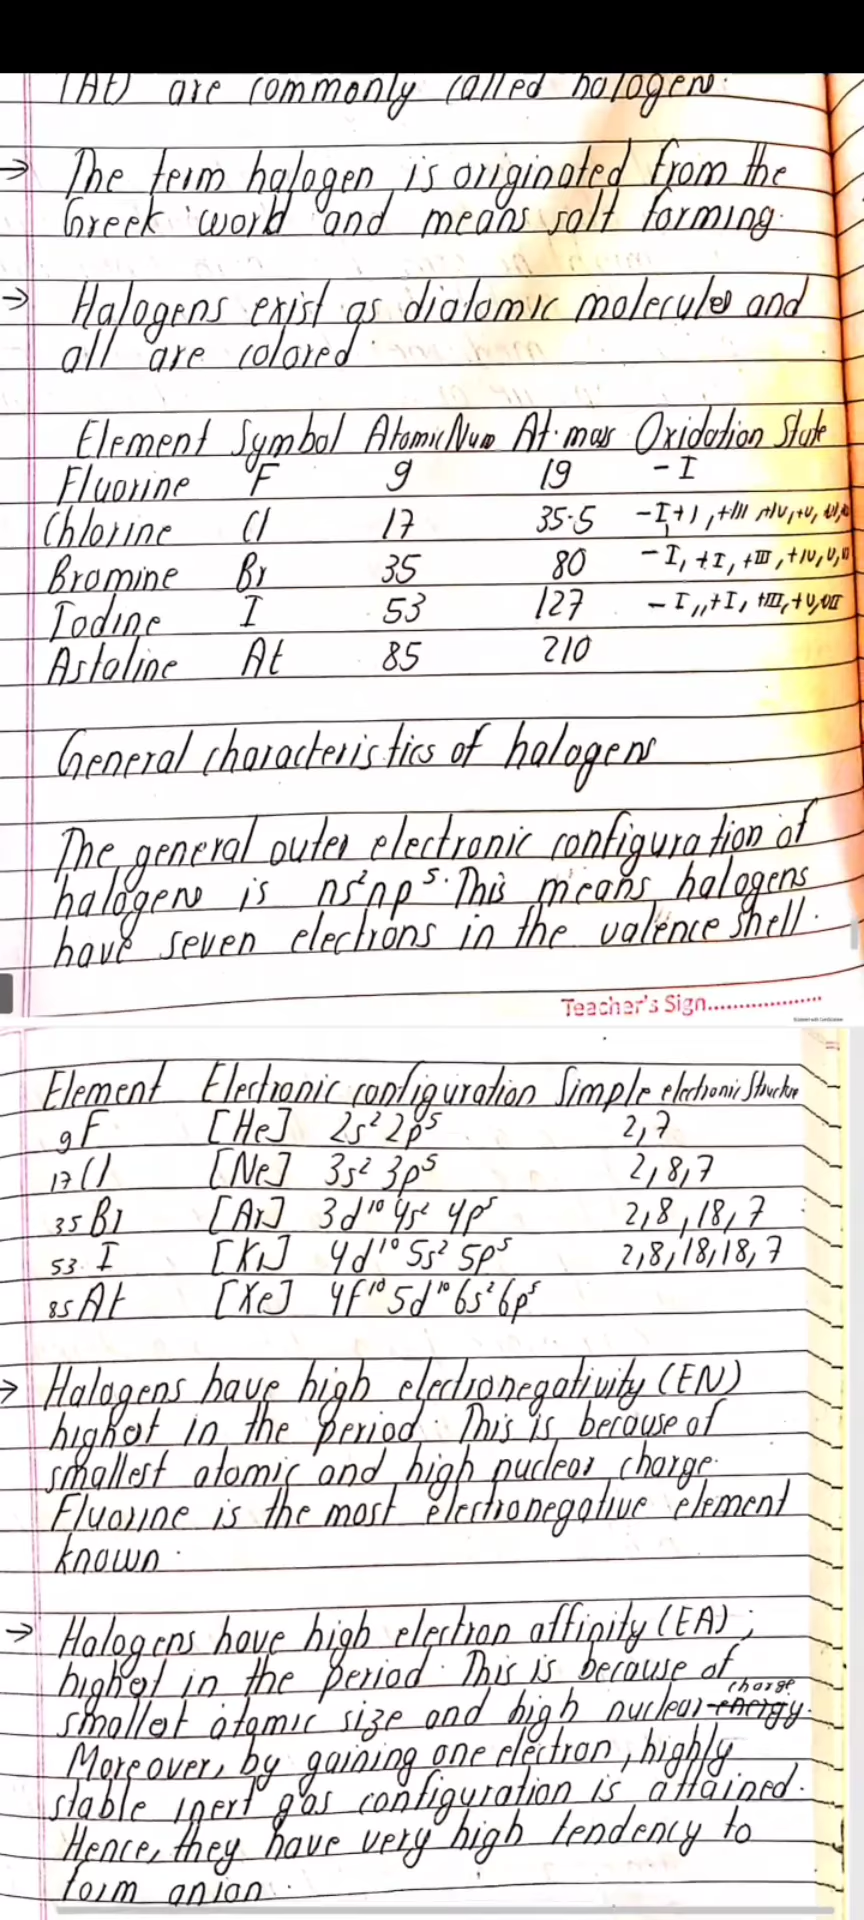 (At) are commonly called halogens.
→ The term halogen is originated from the
Greek word and means salt forming.
→ Halogens exist as diatomic molecules and
all are colored.
Element Symbol Atomic Num At. mass Oxidation State
Fluorine F 9 19 -I
Chlorine Cl 17 35.5 -I, +I, +III, +IV, +V,
Bromine Br 35 80 -I, +I, +III, +IV, V,
Iodine I 53 127 -I,, +I, +III, +V, VII
Astatine At 85 210
General characteristics of halogens
The general outer electronic configuration of
halogens is ns²np⁵. This means halogens
have seven electrons in the valence shell.
Teacher's Sign....................
Element Electronic configuration Simple electronic Structure
₉F [He] 2s² 2p⁵ 2,7
₁₇Cl [Ne] 3s² 3p⁵ 2,8,7
₃₅Br [Ar] 3d¹⁰ 4s² 4p⁵ 2,8,18,7
₅₃I [Kr] 4d¹⁰ 5s² 5p⁵ 2,8,18,18,7
₈₅At [Xe] 4f¹⁰ 5d¹⁰ 6s² 6p⁵
→ Halogens have high electronegativity (EN)
highest in the period. This is because of
smallest atomic and high nuclear charge.
Fluorine is the most electronegative element
known.
→ Halogens have high electron affinity (EA);
highest in the period. This is because of
smallest atomic size and high nuclear energy charge.
Moreover, by gaining one electron, highly
stable inert gas configuration is attained.
Hence, they have very high tendency to
form anion.